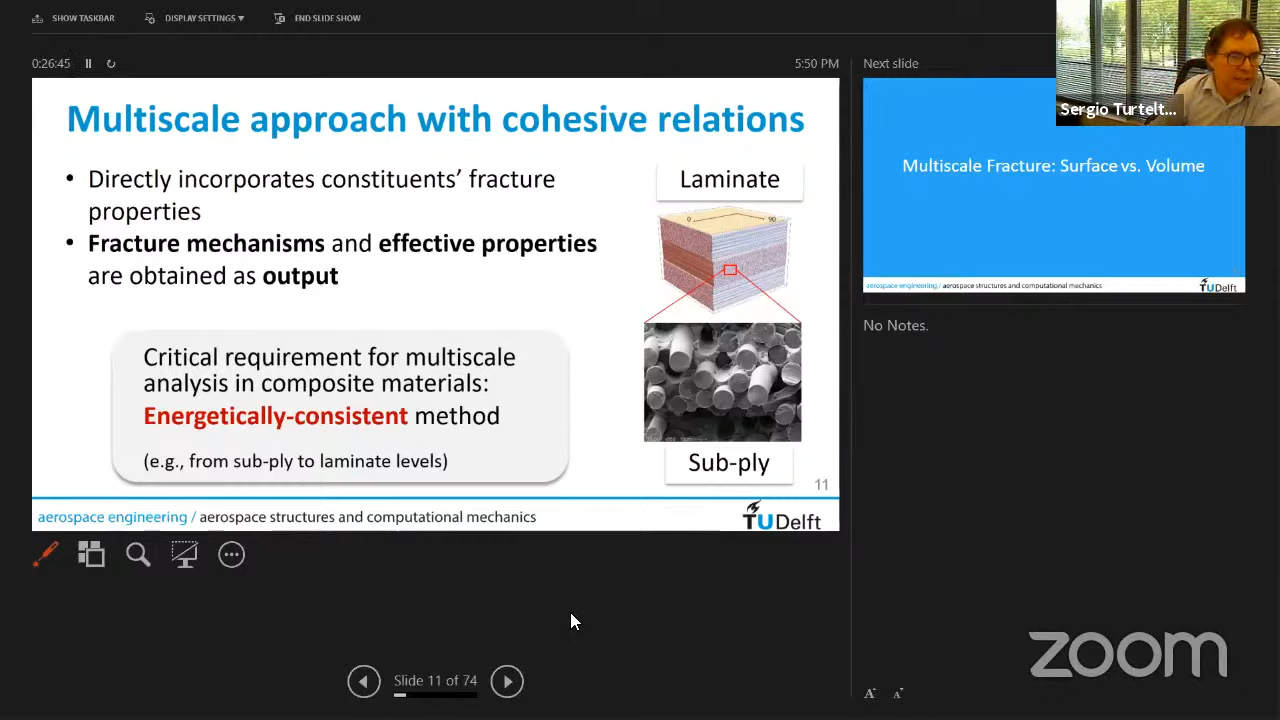 SHOW TASKBAR
DISPLAY SETTINGS ▾
END SLIDE SHOW
0:26:45
5:50 PM
Next slide
Sergio Turtelt...
Multiscale approach with cohesive relations
• Directly incorporates constituents’ fracture
properties
• Fracture mechanisms and effective properties
are obtained as output
Laminate
0
90
Critical requirement for multiscale
analysis in composite materials:
Energetically-consistent method
(e.g., from sub-ply to laminate levels)
Sub-ply
11
aerospace engineering / aerospace structures and computational mechanics
TUDelft
Multiscale Fracture: Surface vs. Volume
aerospace engineering / aerospace structures and computational mechanics
TUDelft
No Notes.
Slide 11 of 74
A A
zoom